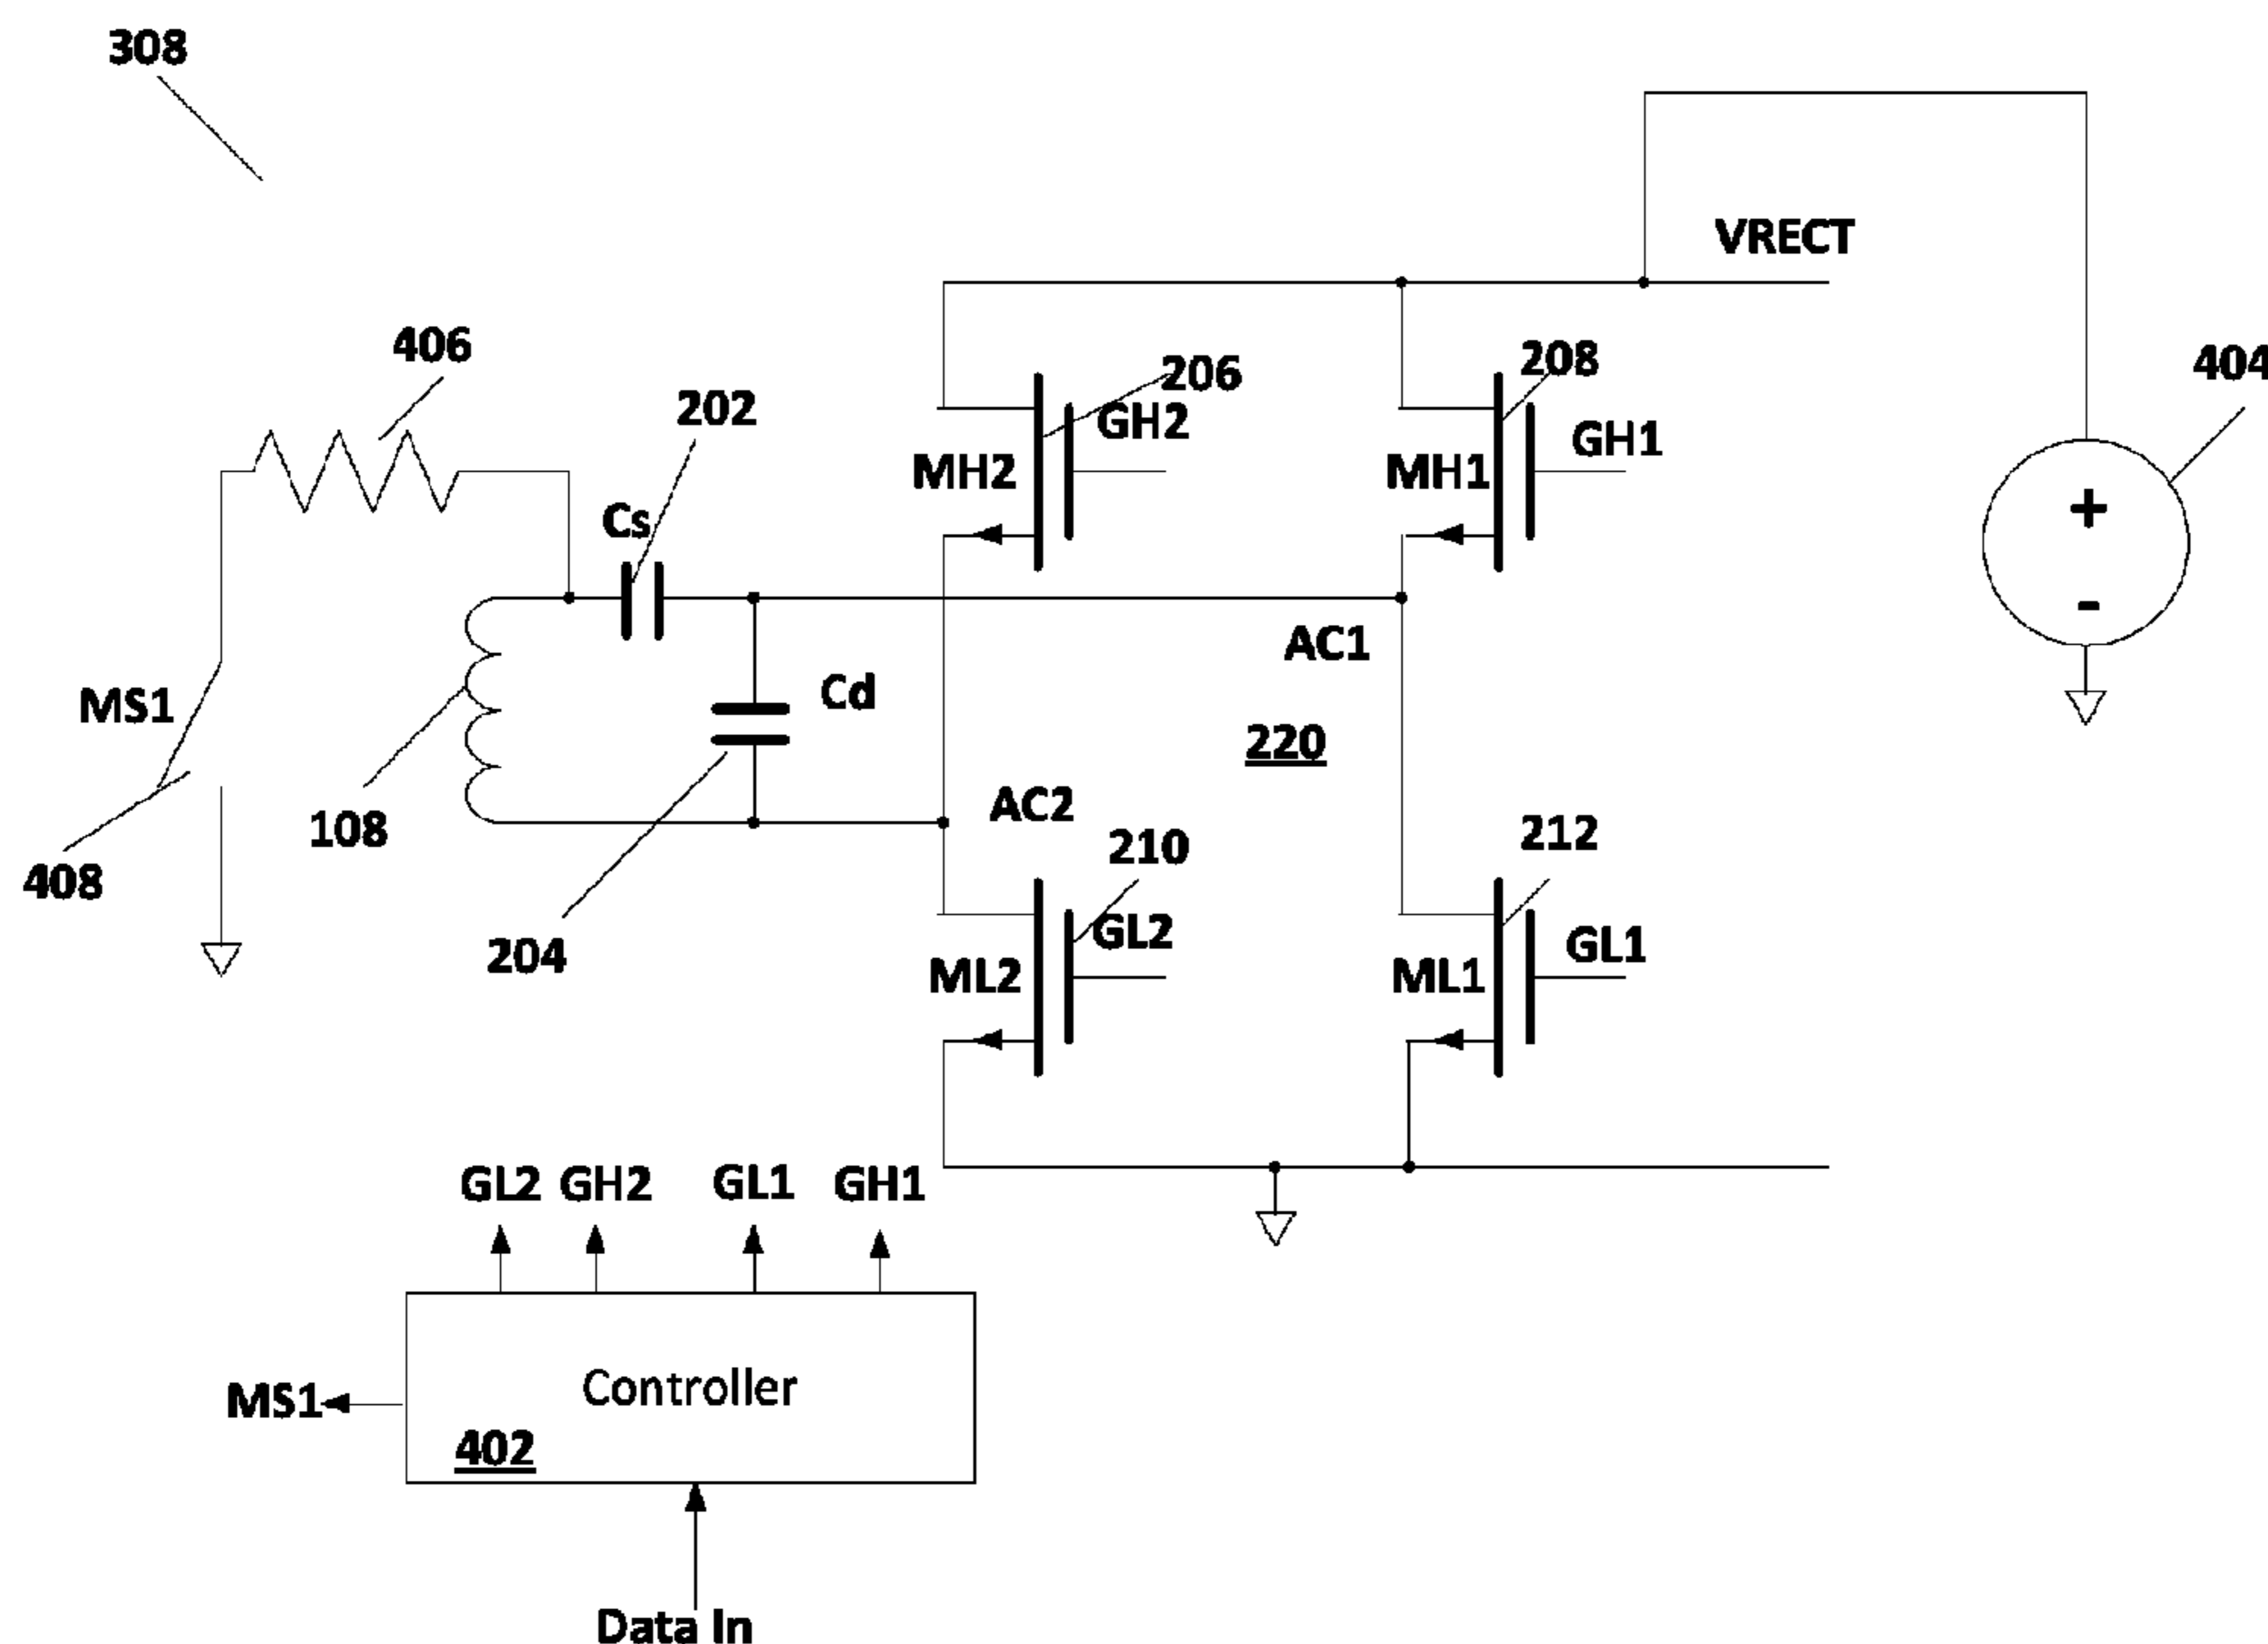 308
VRECT
406
202
206
208
404
GH2
GH1
MH2
MH1
Cs
+
-
MS1
Cd
AC1
220
108
AC2
408
204
210
212
GL2
GL1
ML2
ML1
GL2 GH2 GL1 GH1
Controller
MS1
402
Data In